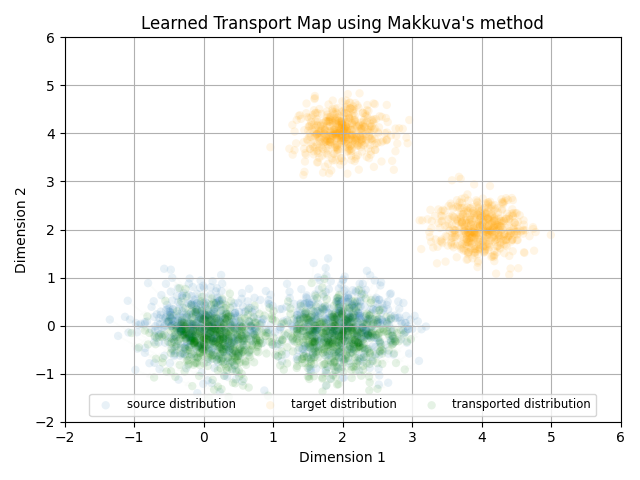 Learned Transport Map using Makkuva's method
6
5
4
3
2
1
0
−1
−2
Dimension 2
source distribution target distribution transported distribution
−2 −1 0 1 2 3 4 5 6
Dimension 1